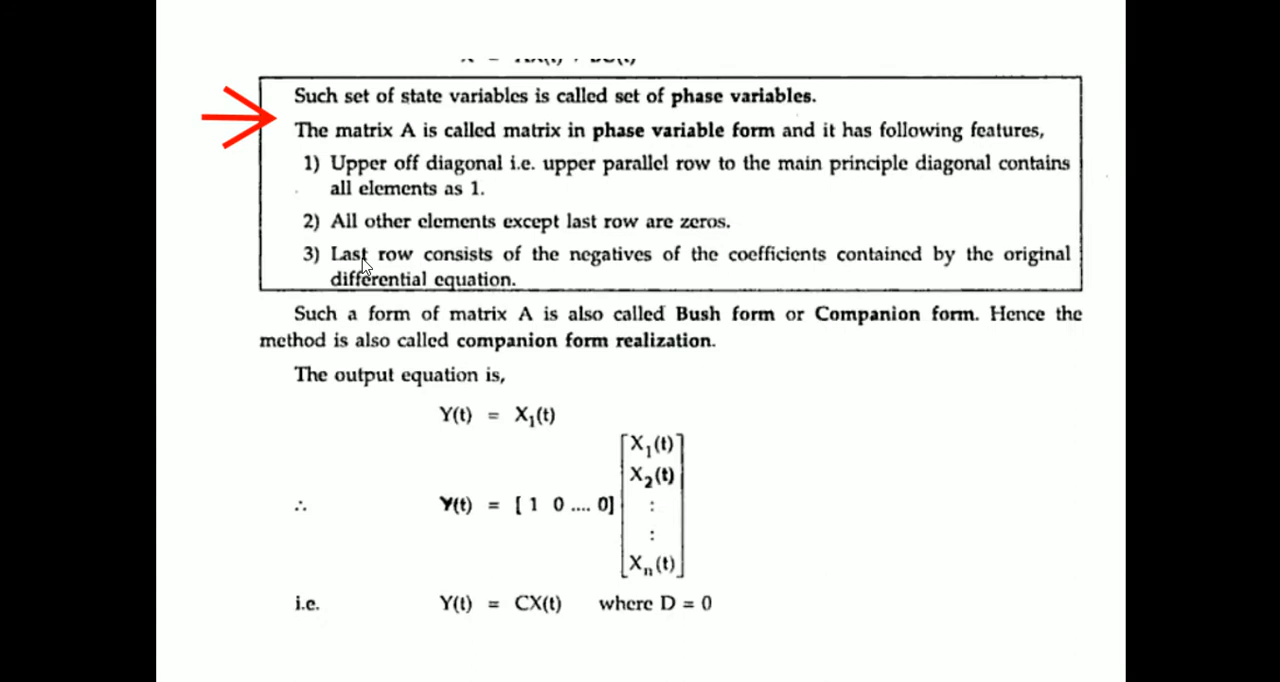 Such set of state variables is called set of phase variables.
The matrix A is called matrix in phase variable form and it has following features,
1) Upper off diagonal i.e. upper parallel row to the main principle diagonal contains
all elements as 1.
2) All other elements except last row are zeros.
3) Last row consists of the negatives of the coefficients contained by the original
differential equation.
Such a form of matrix A is also called Bush form or Companion form. Hence the
method is also called companion form realization.
The output equation is,
Y(t) = X₁(t)
∴ Y(t) = [ 1 0 .... 0] [X₁(t)
X₂(t)
:
:
Xₙ(t)]
i.e. Y(t) = CX(t) where D = 0